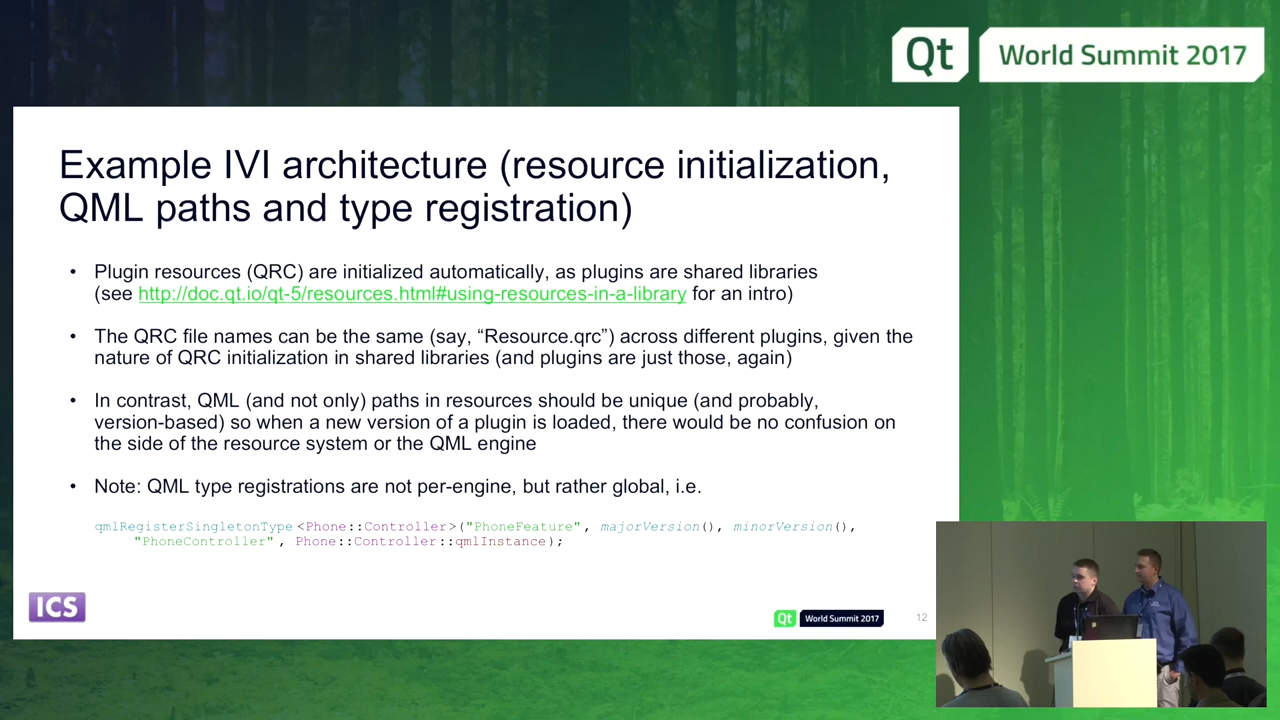 Qt World Summit 2017
Example IVI architecture (resource initialization,
QML paths and type registration)
• Plugin resources (QRC) are initialized automatically, as plugins are shared libraries
(see http://doc.qt.io/qt-5/resources.html#using-resources-in-a-library for an intro)
• The QRC file names can be the same (say, “Resource.qrc”) across different plugins, given the
nature of QRC initialization in shared libraries (and plugins are just those, again)
• In contrast, QML (and not only) paths in resources should be unique (and probably,
version-based) so when a new version of a plugin is loaded, there would be no confusion on
the side of the resource system or the QML engine
• Note: QML type registrations are not per-engine, but rather global, i.e.
qmlRegisterSingletonType<Phone::Controller>("PhoneFeature", majorVersion(), minorVersion(),
"PhoneController", Phone::Controller::qmlInstance);
ICS
Qt World Summit 2017
12